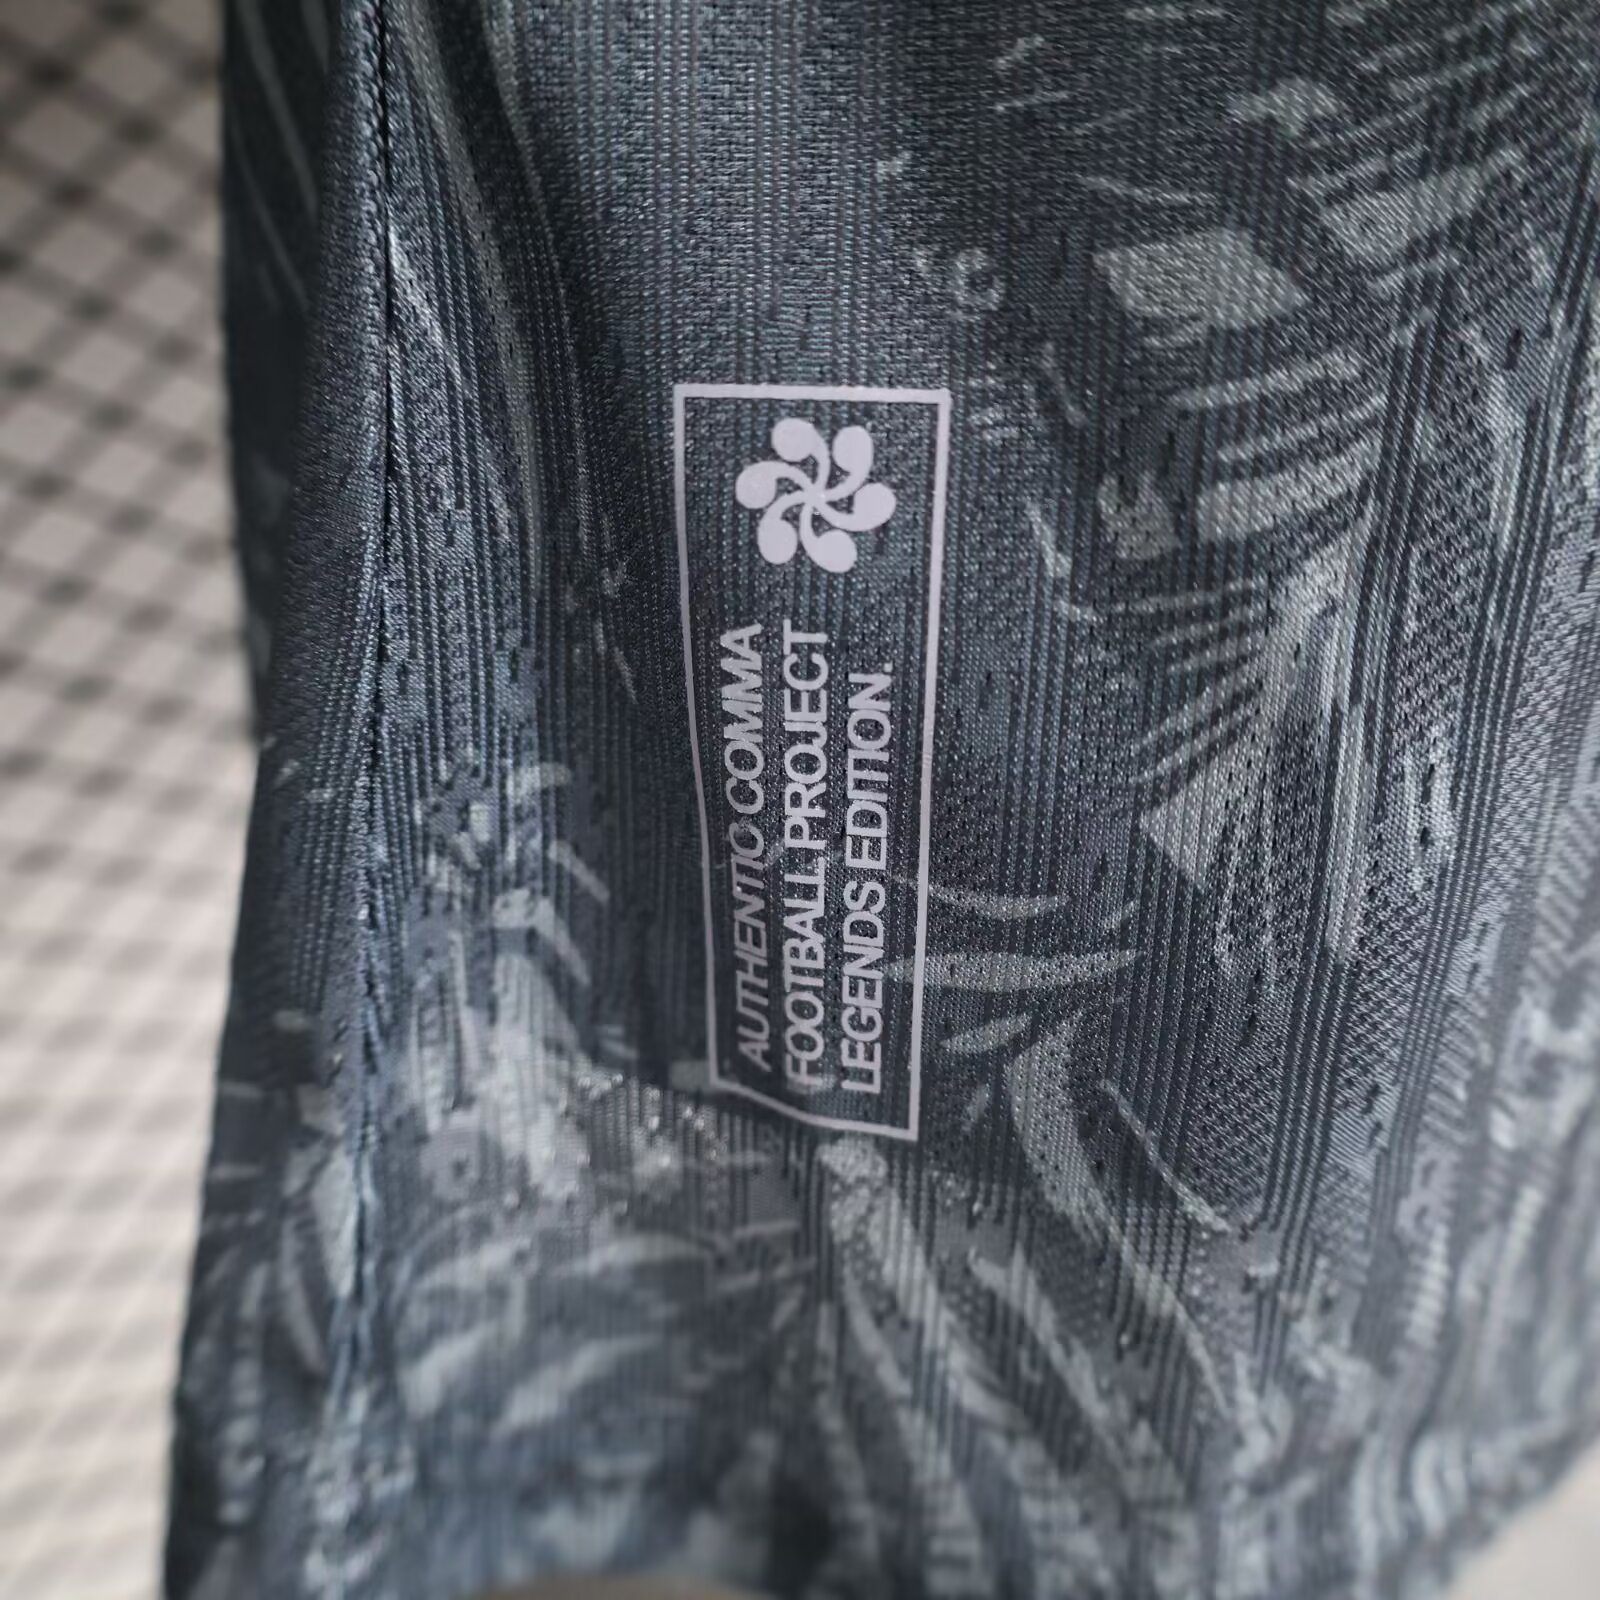 AUTHENTIC COMMA
FOOTBALL PROJECT
LEGENDS EDITION.